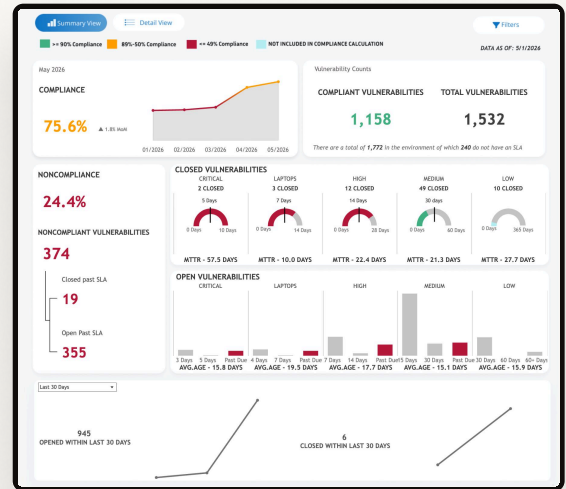 Summary View
Detail View
Filters
>= 90% Compliance
89%-50% Compliance
<= 49% Compliance
NOT INCLUDED IN COMPLIANCE CALCULATION
DATA AS OF: 5/1/2026
May 2026
COMPLIANCE
75.6%
▲ 1.8% MoM
01/2026 02/2026 03/2026 04/2026 05/2026
Vulnerability Counts
COMPLIANT VULNERABILITIES
TOTAL VULNERABILITIES
1,158
1,532
There are a total of 1,772 in the environment of which 240 do not have an SLA
NONCOMPLIANCE
24.4%
NONCOMPLIANT VULNERABILITIES
374
Closed past SLA
19
Open Past SLA
355
CLOSED VULNERABILITIES
CRITICAL LAPTOPS HIGH MEDIUM LOW
2 CLOSED 3 CLOSED 12 CLOSED 49 CLOSED 10 CLOSED
5 Days 7 Days 14 Days 30 days
0 Days 10 Days 0 Days 14 Days 0 Days 28 Days 0 Days 60 Days 0 Days 365 Days
MTTR - 57.5 DAYS MTTR - 10.0 DAYS MTTR - 22.4 DAYS MTTR - 21.3 DAYS MTTR - 27.7 DAYS
OPEN VULNERABILITIES
CRITICAL LAPTOPS HIGH MEDIUM LOW
3 Days 5 Days Past Due 4 Days 7 Days Past Due 7 Days 14 Days Past Due 15 Days 30 Days Past Due 30 Days 60 Days 60+ Days
AVG.AGE - 15.8 DAYS AVG.AGE - 19.5 DAYS AVG.AGE - 17.7 DAYS AVG.AGE - 15.1 DAYS AVG.AGE - 15.9 DAYS
Last 30 Days
945
OPENED WITHIN LAST 30 DAYS
6
CLOSED WITHIN LAST 30 DAYS